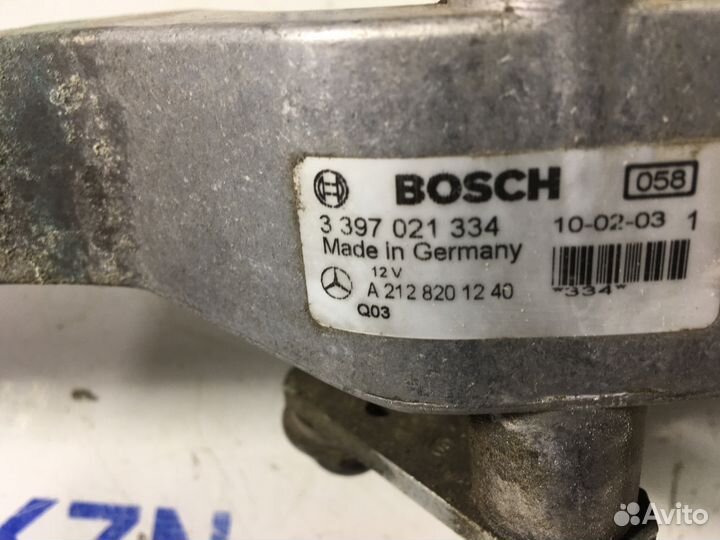 BOSCH 058
3 397 021 334 10-02-03 1
Made in Germany
12 V
A 212 820 12 40 *334*
Q03
KZN
Avito